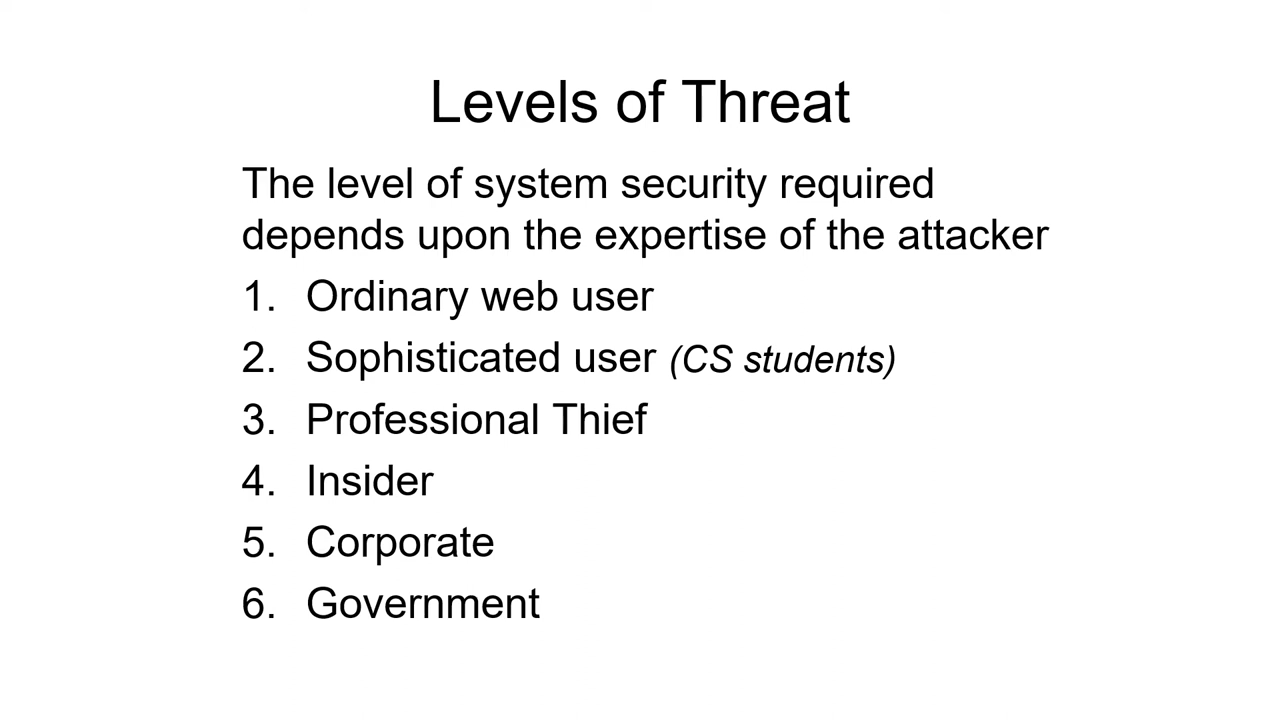 Levels of Threat
The level of system security required
depends upon the expertise of the attacker
1. Ordinary web user
2. Sophisticated user (CS students)
3. Professional Thief
4. Insider
5. Corporate
6. Government